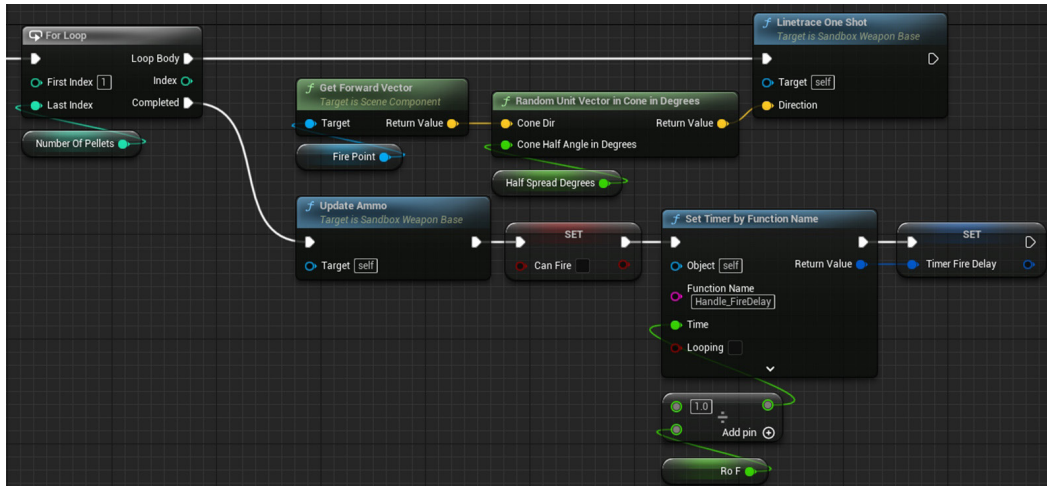 For Loop
First Index 1
Last Index
Loop Body
Index
Completed
Number Of Pellets
f Get Forward Vector
Target is Scene Component
Target
Return Value
Fire Point
f Random Unit Vector in Cone in Degrees
Cone Dir
Return Value
Cone Half Angle in Degrees
Half Spread Degrees
f Linetrace One Shot
Target is Sandbox Weapon Base
Target self
Direction
f Update Ammo
Target is Sandbox Weapon Base
Target self
SET
Can Fire
f Set Timer by Function Name
Object self
Return Value
Function Name
Handle_FireDelay
Time
Looping
SET
Timer Fire Delay
1.0
÷
Add pin
Ro F